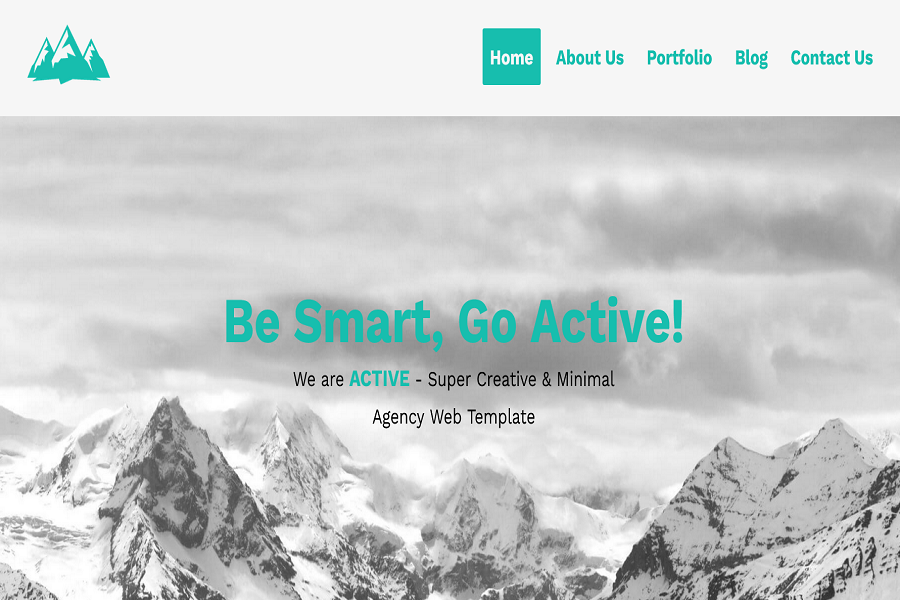 Home About Us Portfolio Blog Contact Us
Be Smart, Go Active!
We are ACTIVE - Super Creative & Minimal
Agency Web Template